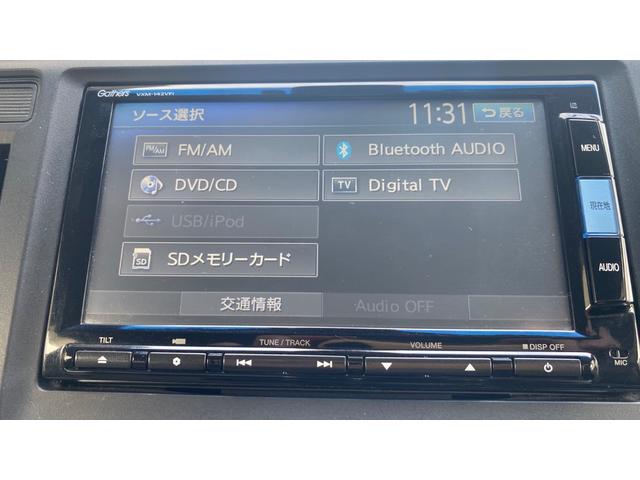 Gathers VXM-142VFi
ソース選択 11:31 戻る
FM/AM FM/AM Bluetooth AUDIO
DVD/CD TV Digital TV
USB/iPod
SD SDメモリーカード
交通情報 Audio OFF
MENU
現在地
AUDIO
TILT TUNE / TRACK VOLUME DISP OFF
MIC